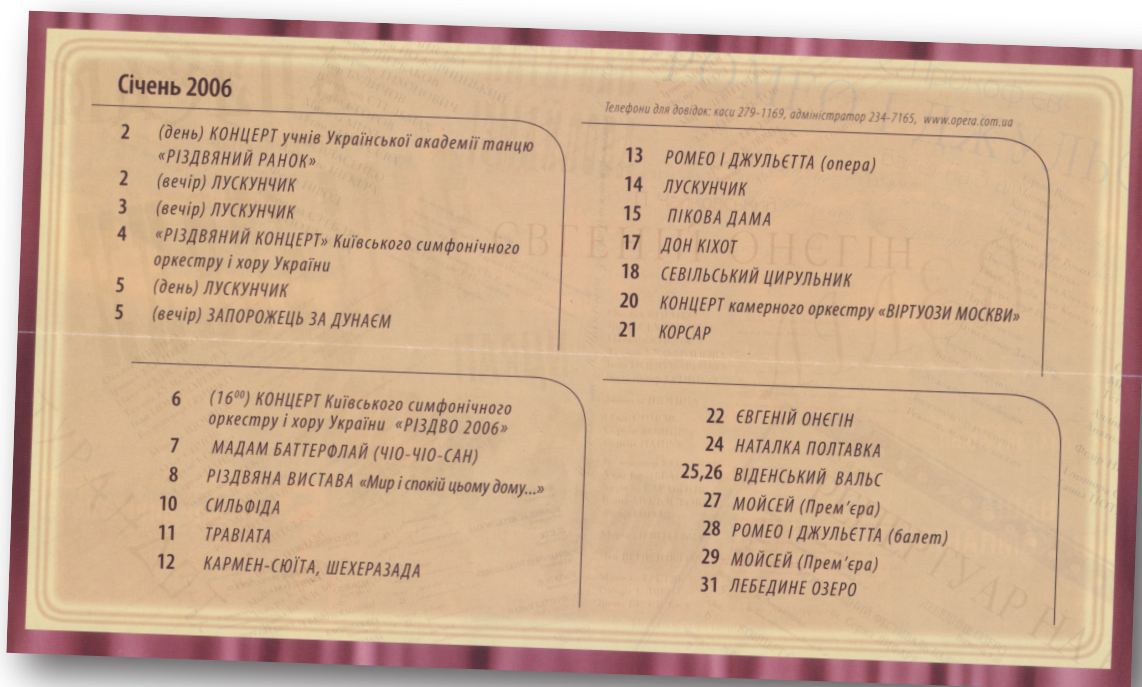 Січень 2006
2 (день) КОНЦЕРТ учнів Української академії танцю
«РІЗДВЯНИЙ РАНОК»
2 (вечір) ЛУСКУНЧИК
3 (вечір) ЛУСКУНЧИК
4 «РІЗДВЯНИЙ КОНЦЕРТ» Київського симфонічного
оркестру і хору України
5 (день) ЛУСКУНЧИК
5 (вечір) ЗАПОРОЖЕЦЬ ЗА ДУНАЄМ
6 (16⁰⁰) КОНЦЕРТ Київського симфонічного
оркестру і хору України «РІЗДВО 2006»
7 МАДАМ БАТТЕРФЛАЙ (ЧІО-ЧІО-САН)
8 РІЗДВЯНА ВИСТАВА «Мир і спокій цьому дому...»
10 СИЛЬФІДА
11 ТРАВІАТА
12 КАРМЕН-СЮЇТА, ШЕХЕРАЗАДА
Телефони для довідок: каси 279-1169, адміністратор 234-7165, www.opera.com.ua
13 РОМЕО І ДЖУЛЬЄТТА (опера)
14 ЛУСКУНЧИК
15 ПІКОВА ДАМА
17 ДОН КІХОТ
18 СЕВІЛЬСЬКИЙ ЦИРУЛЬНИК
20 КОНЦЕРТ камерного оркестру «ВІРТУОЗИ МОСКВИ»
21 КОРСАР
22 ЄВГЕНІЙ ОНЄГІН
24 НАТАЛКА ПОЛТАВКА
25,26 ВІДЕНСЬКИЙ ВАЛЬС
27 МОЙСЕЙ (Прем’єра)
28 РОМЕО І ДЖУЛЬЄТТА (балет)
29 МОЙСЕЙ (Прем’єра)
31 ЛЕБЕДИНЕ ОЗЕРО
ЄВГЕНІЙ ОНЄГІН
РОМЕО І ДЖУЛЬ
РЕПЕРТУАР НА